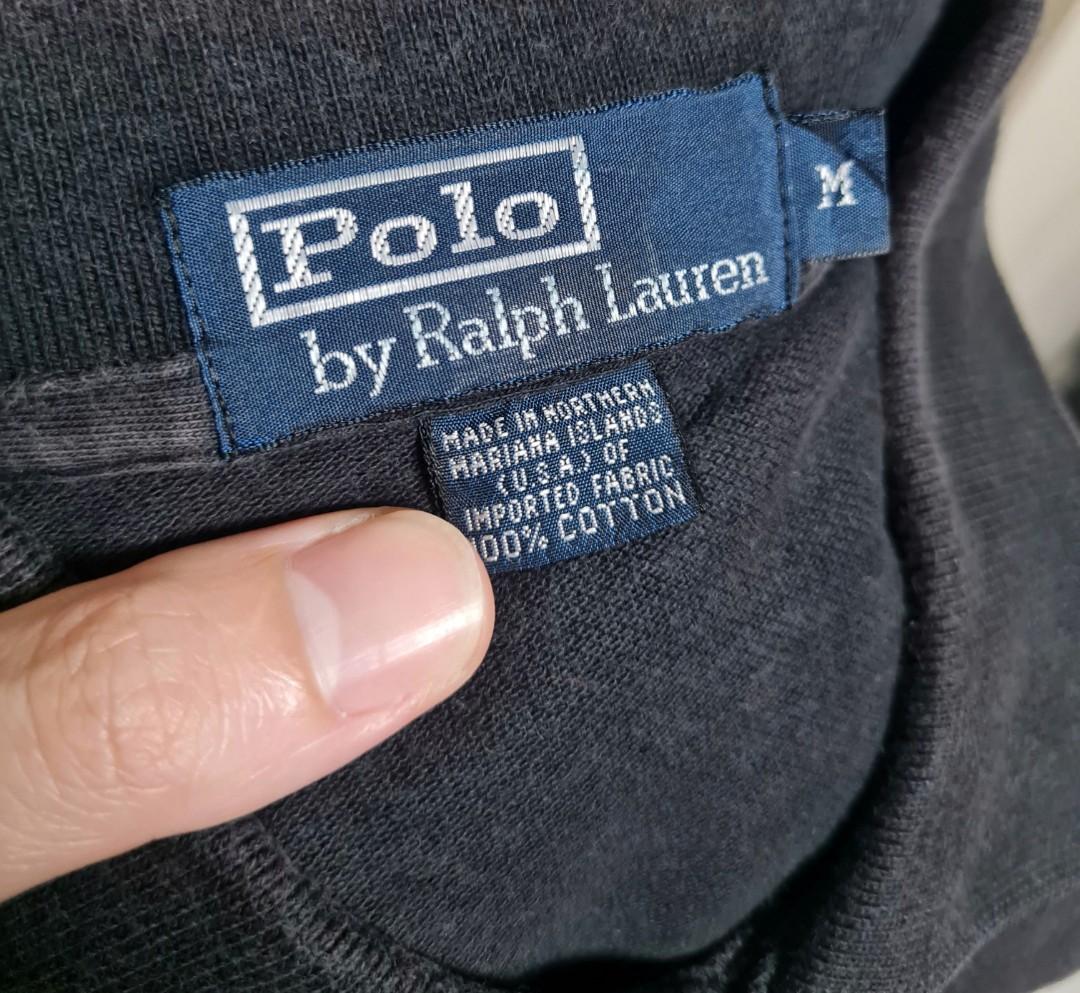 Polo
by Ralph Lauren
M
MADE IN NORTHERN
MARIANA ISLANDS
(U.S.A.) OF
IMPORTED FABRIC
100% COTTON